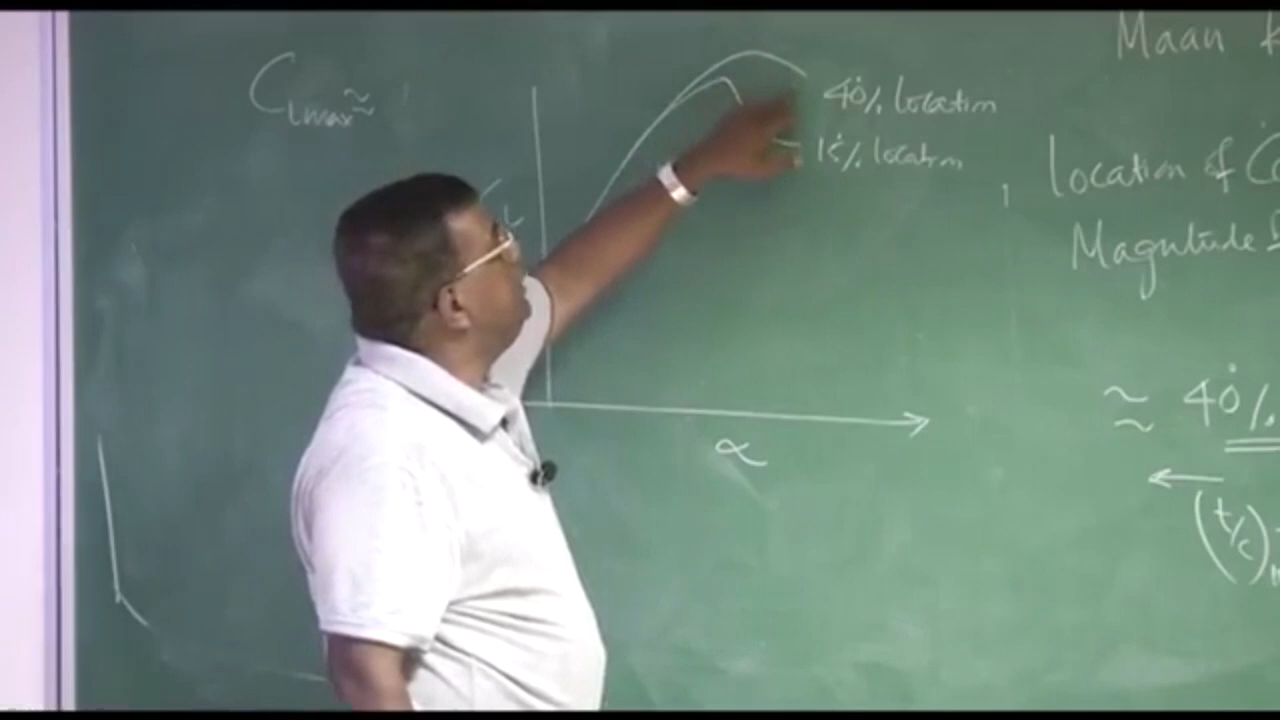 Maan
C_Lmax ≈
40% location
15% location
Location of
Magnitude
≈ 40%
α
(t/c)